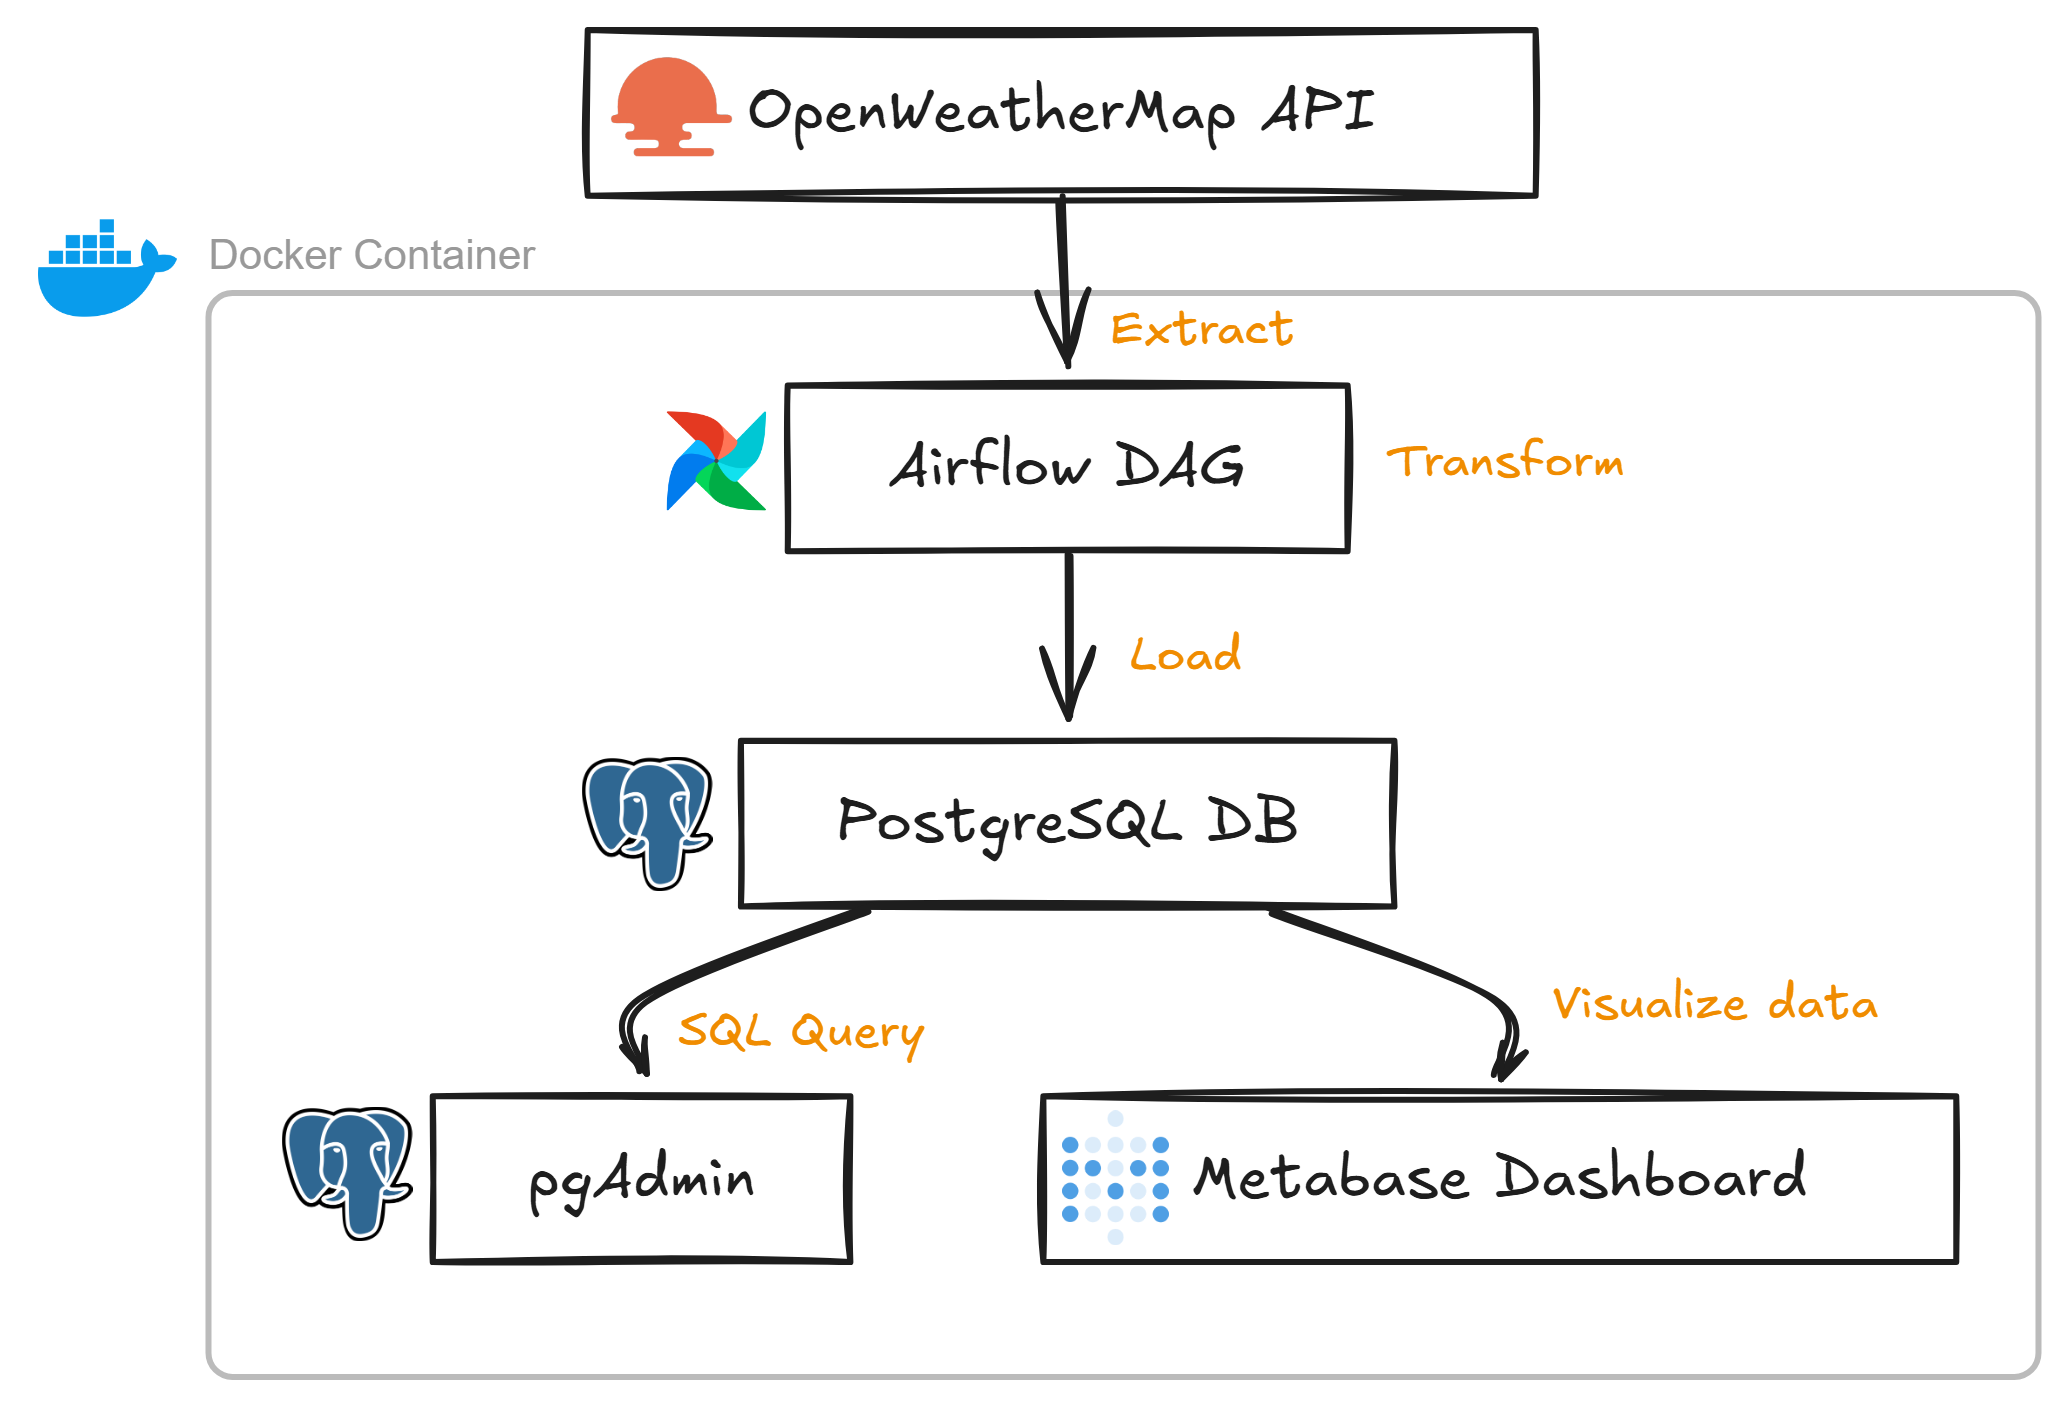 OpenWeatherMap API
Docker Container
Extract
Airflow DAG
Transform
Load
PostgreSQL DB
SQL Query
Visualize data
pgAdmin
Metabase Dashboard